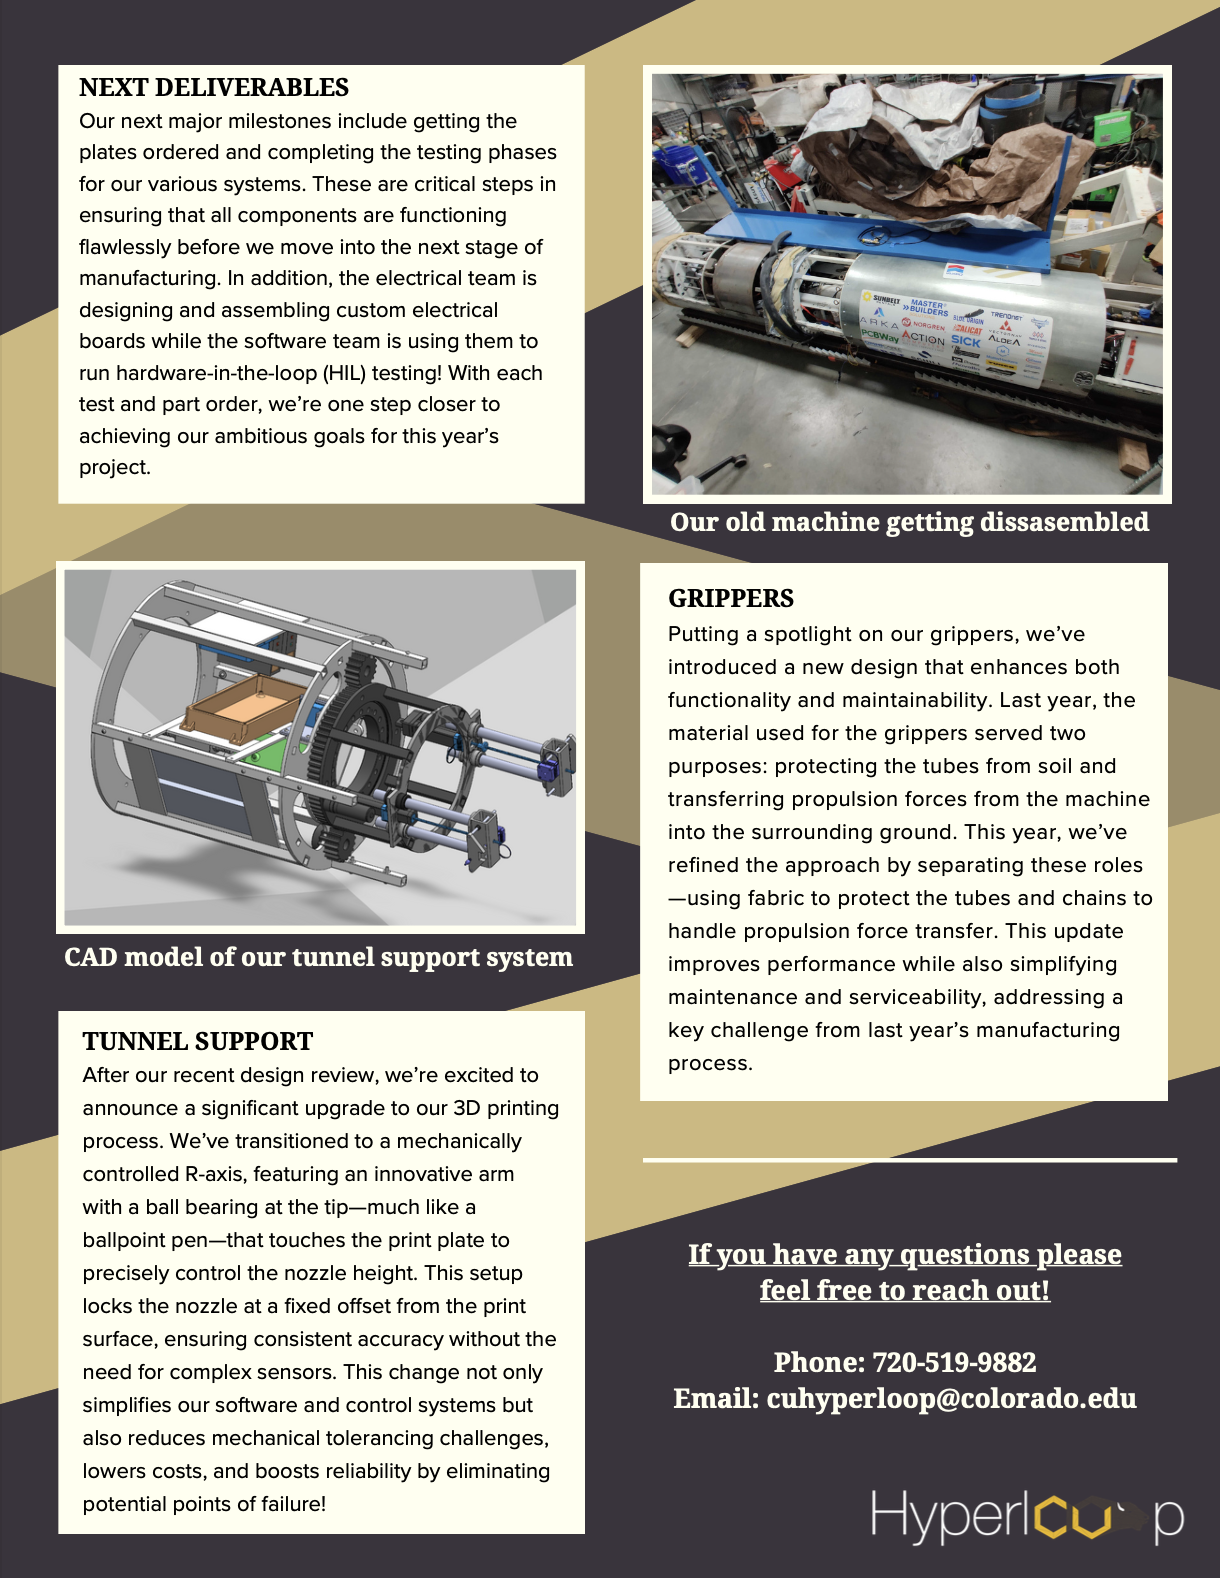 NEXT DELIVERABLES
Our next major milestones include getting the
plates ordered and completing the testing phases
for our various systems. These are critical steps in
ensuring that all components are functioning
flawlessly before we move into the next stage of
manufacturing. In addition, the electrical team is
designing and assembling custom electrical
boards while the software team is using them to
run hardware-in-the-loop (HIL) testing! With each
test and part order, we’re one step closer to
achieving our ambitious goals for this year’s
project.
SUNBELT
MASTER BUILDERS
BLUE ORIGIN
TRENDNET
ARKA
NORGREN
ALICAT
PCBWay
ACTION
SICK
ALDEA
Our old machine getting dissasembled
CAD model of our tunnel support system
TUNNEL SUPPORT
After our recent design review, we’re excited to
announce a significant upgrade to our 3D printing
process. We’ve transitioned to a mechanically
controlled R-axis, featuring an innovative arm
with a ball bearing at the tip—much like a
ballpoint pen—that touches the print plate to
precisely control the nozzle height. This setup
locks the nozzle at a fixed offset from the print
surface, ensuring consistent accuracy without the
need for complex sensors. This change not only
simplifies our software and control systems but
also reduces mechanical tolerancing challenges,
lowers costs, and boosts reliability by eliminating
potential points of failure!
GRIPPERS
Putting a spotlight on our grippers, we’ve
introduced a new design that enhances both
functionality and maintainability. Last year, the
material used for the grippers served two
purposes: protecting the tubes from soil and
transferring propulsion forces from the machine
into the surrounding ground. This year, we’ve
refined the approach by separating these roles
—using fabric to protect the tubes and chains to
handle propulsion force transfer. This update
improves performance while also simplifying
maintenance and serviceability, addressing a
key challenge from last year’s manufacturing
process.
If you have any questions please
feel free to reach out!
Phone: 720-519-9882
Email: cuhyperloop@colorado.edu
Hyperlcuop